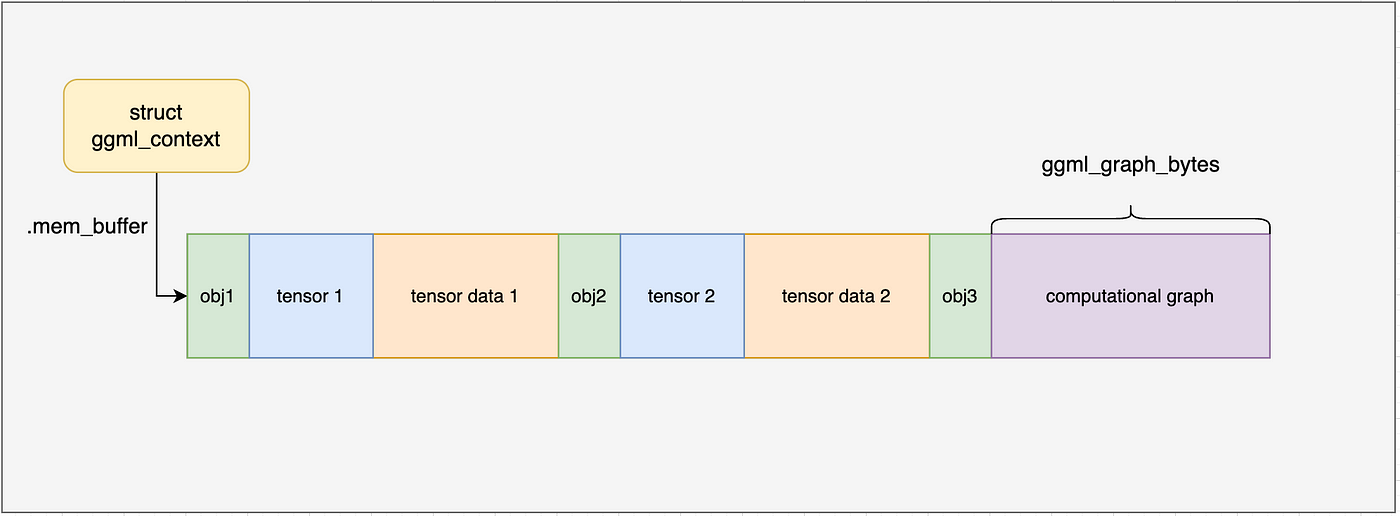 struct
ggml_context
ggml_graph_bytes
.mem_buffer
obj1
tensor 1
tensor data 1
obj2
tensor 2
tensor data 2
obj3
computational graph